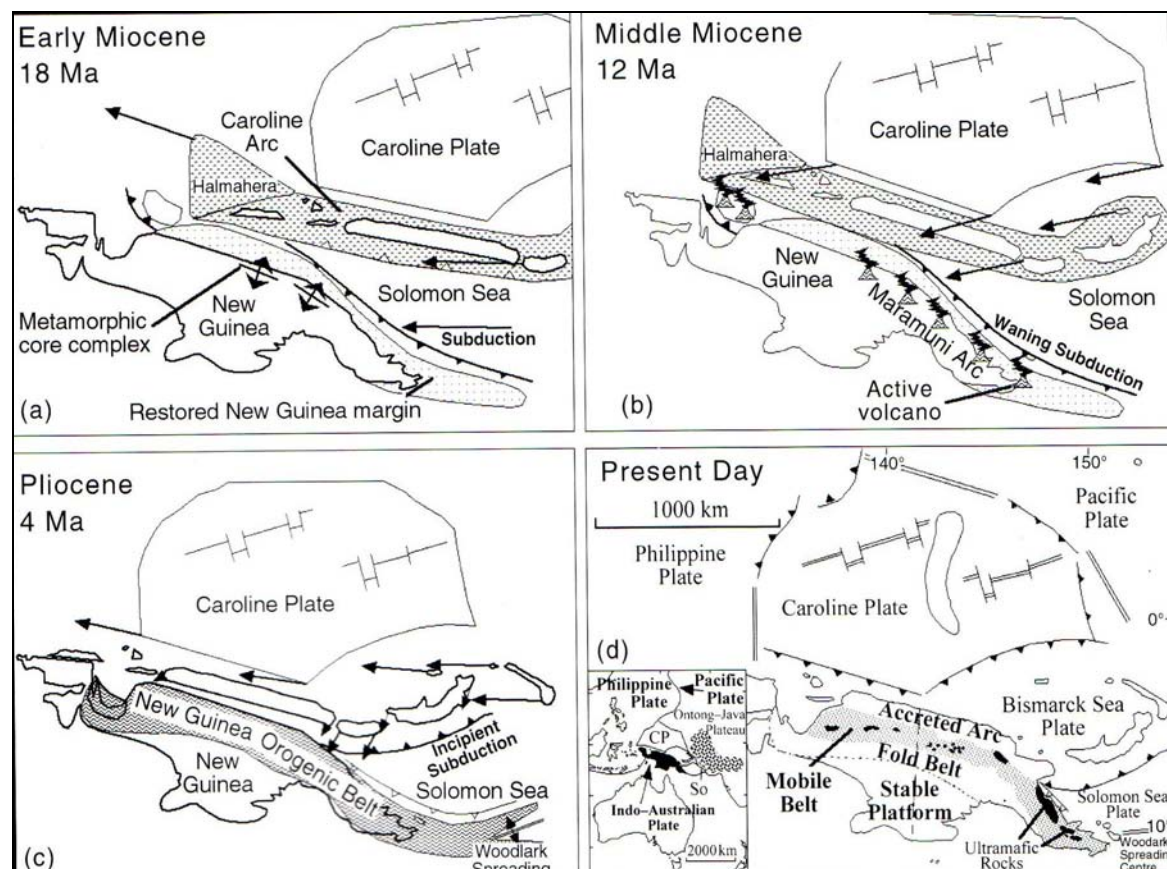 Early Miocene
18 Ma
Caroline
Arc
Caroline Plate
Halmahera
Metamorphic
core complex
New
Guinea
Solomon Sea
Subduction
Restored New Guinea margin
(a)
Middle Miocene
12 Ma
Caroline Plate
Halmahera
New
Guinea
Maramuni Arc
Solomon
Sea
Waning Subduction
Active
volcano
(b)
Pliocene
4 Ma
Caroline Plate
New Guinea Orogenic Belt
New
Guinea
Incipient
Subduction
Solomon Sea
Woodlark
Spreading
(c)
Present Day
140°
150°
1000 km
Pacific
Plate
Philippine
Plate
Caroline Plate
0°
(d)
Philippine
Plate
Pacific
Plate
Ontong–Java
Plateau
CP
So
Indo–Australian
Plate
2000km
Bismarck Sea
Plate
Accreted Arc
Fold Belt
Mobile
Belt
Stable
Platform
Solomon Sea
Plate
10°
Ultramafic
Rocks
Woodlark
Spreading
Centre